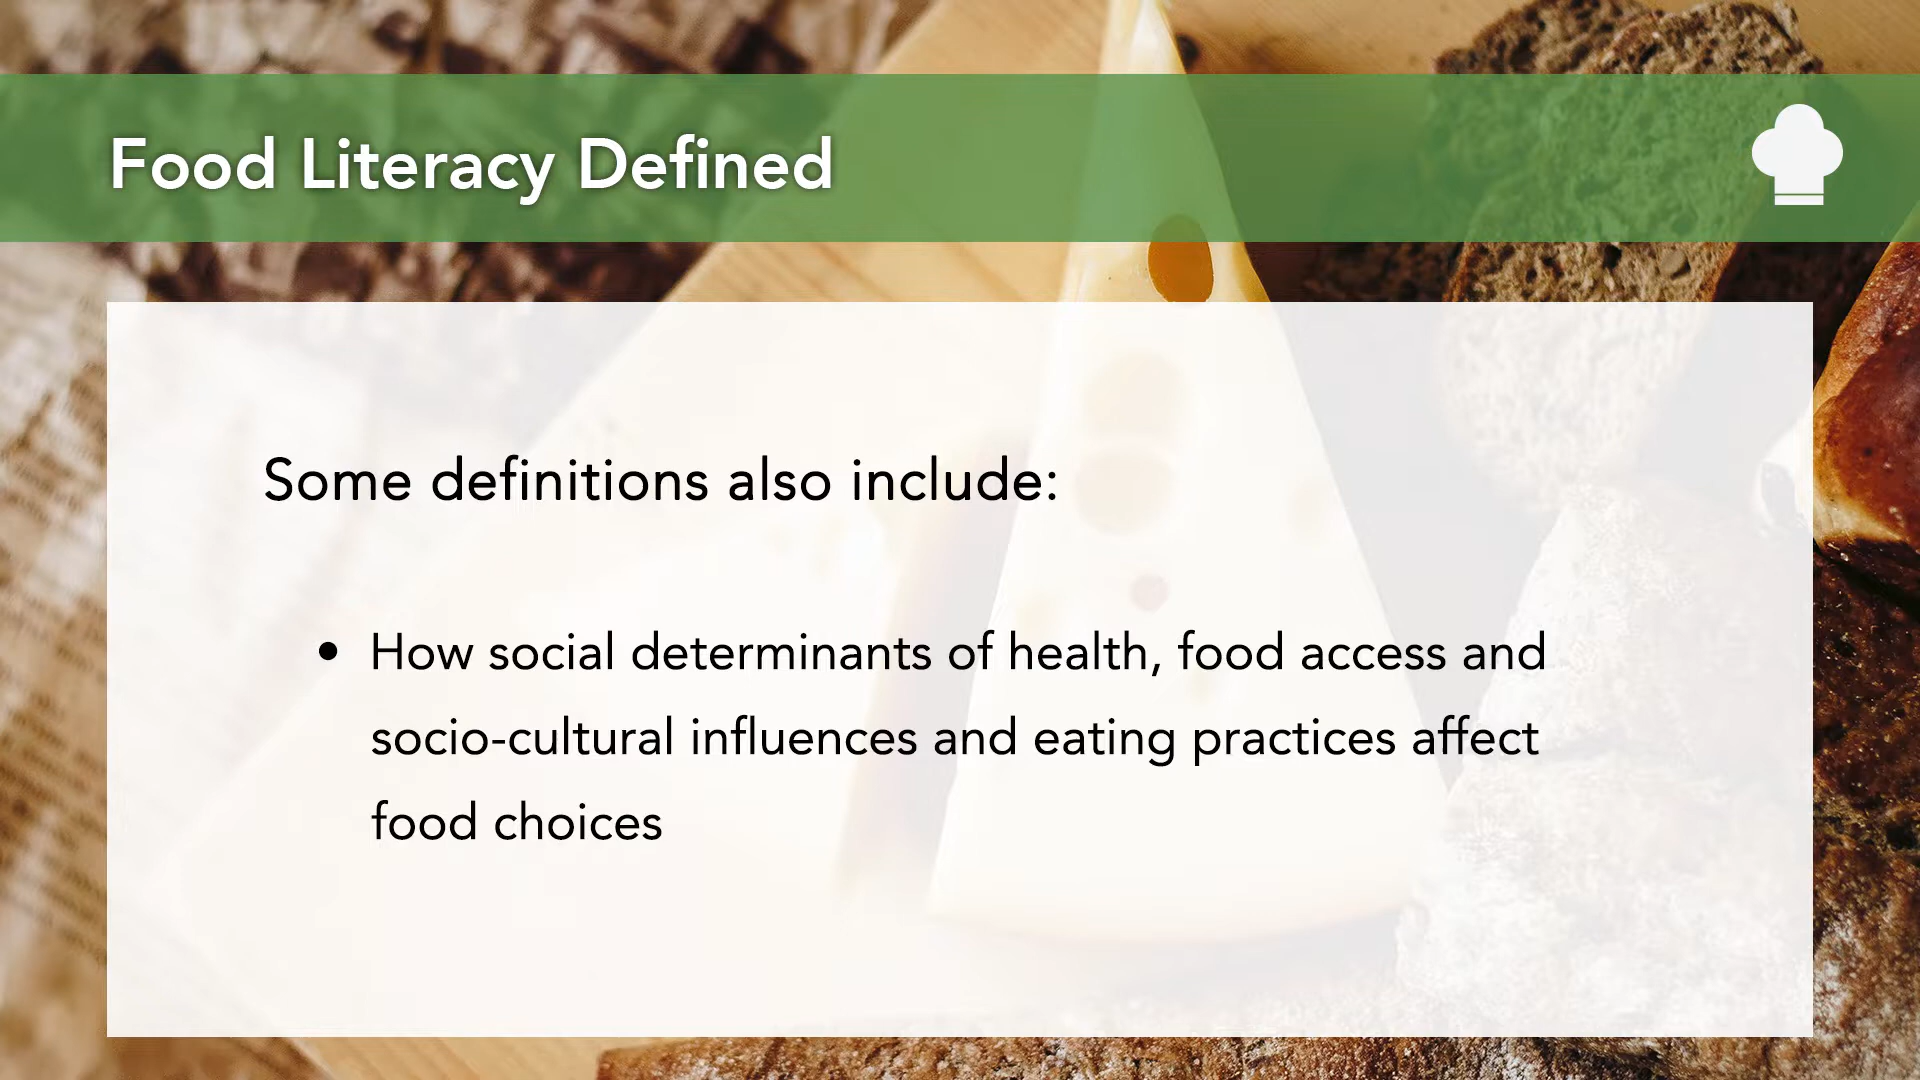 Food Literacy Defined
Some definitions also include:
• How social determinants of health, food access and
socio-cultural influences and eating practices affect
food choices